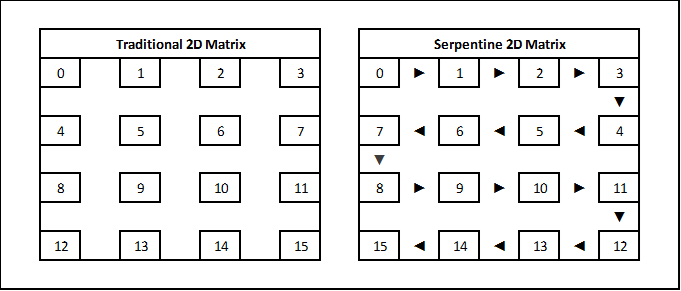 Traditional 2D Matrix
0 1 2 3
4 5 6 7
8 9 10 11
12 13 14 15
Serpentine 2D Matrix
0 ► 1 ► 2 ► 3
▼
7 ◄ 6 ◄ 5 ◄ 4
▼
8 ► 9 ► 10 ► 11
▼
15 ◄ 14 ◄ 13 ◄ 12